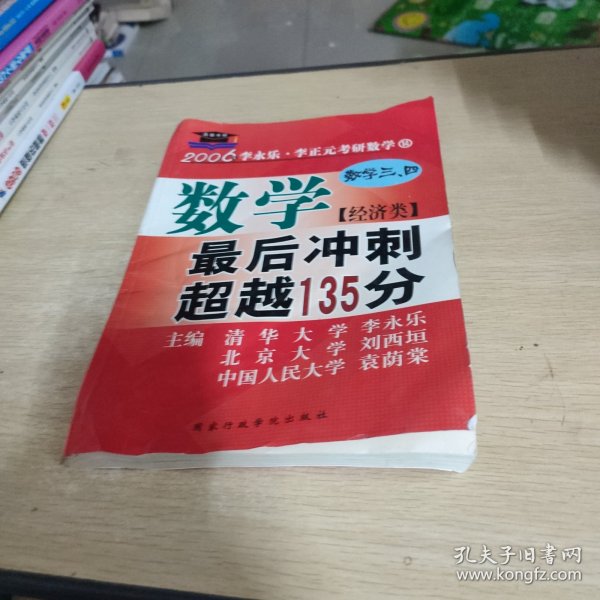 2006李永乐·李正元考研数学⑭
数学三、四
数学
【经济类】
最后冲刺
超越135分
主编 清华大学 李永乐
北京大学 刘西垣
中国人民大学 袁荫棠
国家行政学院出版社
孔夫子旧书网
www.kongfz.com